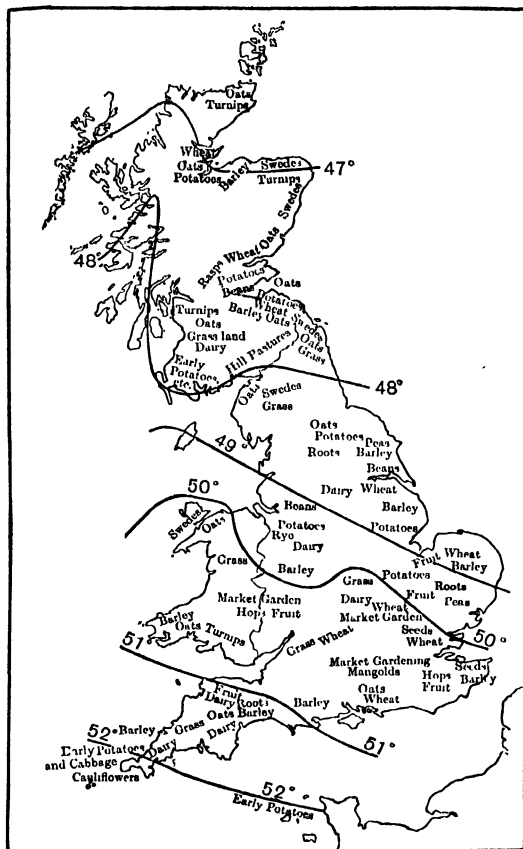 Oats
Turnips
Wheat
Oats
Potatoes
Barley
Swedes
Turnips
47°
Swedes
Oats
Wheat
Rasps
48°
Potatoes
Beans
Oats
Potatoes
Wheat Swedes
Barley Oats
Oats
Grass
Turnips
Oats
Grass land
Dairy
Hill Pastures
Early
Potatoes
etc.
48°
Oats
Swedes
Grass
49
Oats
Potatoes
Roots
Peas
Barley
Beans
Dairy
Wheat
Barley
Potatoes
50°
Swedes
Oats
Beans
Potatoes
Ryo
Dairy
Barley
Grass
Fruit
Wheat
Barley
Potatoes
Grass
Roots
Dairy
Fruit
Peas
Wheat
Market Garden
Market Garden
Hops Fruit
Seeds
Wheat
50°
Barley
Oats Turnips
51°
Grass Wheat
Market Gardening
Mangolds
Hops
Fruit
Seeds
Barley
Oats
Wheat
Fruit
Dairy Roots
Barley
Oats Barley
Grass
Dairy
51°
52°
Barley
Early Potatoes
and Cabbage
Cauliflowers
Dairy
52°
Early Potatoes